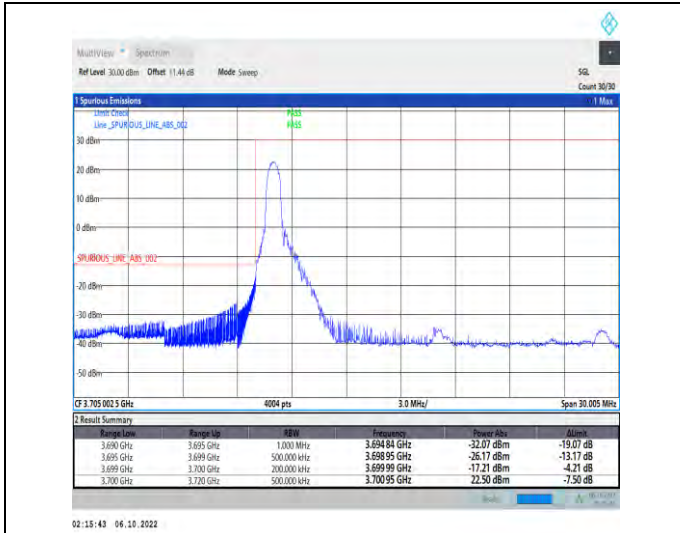 MultiView Spectrum
Ref Level 30.00 dBm Offset 11.44 dB Mode Sweep SGL
Count 30/30
1 Spurious Emissions 1 Max
Limit Check PASS
Line _SPURIOUS_LINE_ABS_002 PASS
30 dBm
20 dBm
10 dBm
0 dBm
_SPURIOUS_LINE_ABS_002
-20 dBm
-30 dBm
-40 dBm
-50 dBm
CF 3.705 002 5 GHz 4004 pts 3.0 MHz/ Span 30.005 MHz
2 Result Summary
Range Low Range Up RBW Frequency Power Abs ΔLimit
3.690 GHz 3.695 GHz 1.000 MHz 3.694 84 GHz -32.07 dBm -19.07 dB
3.695 GHz 3.699 GHz 500.000 kHz 3.698 95 GHz -26.17 dBm -13.17 dB
3.699 GHz 3.700 GHz 200.000 kHz 3.699 99 GHz -17.21 dBm -4.21 dB
3.700 GHz 3.720 GHz 500.000 kHz 3.700 95 GHz 22.50 dBm -7.50 dB
02:15:43 06.10.2022